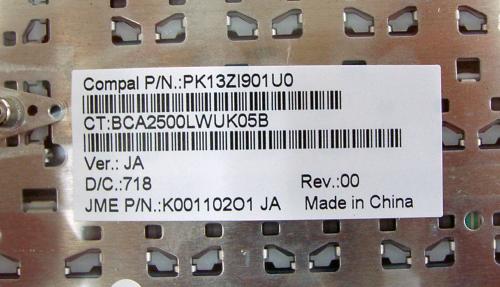 Compal P/N.:PK13ZI901U0
CT:BCA2500LWUK05B
Ver.: JA
D/C.:718 Rev.:00
JME P/N.:K001102O1 JA Made in China